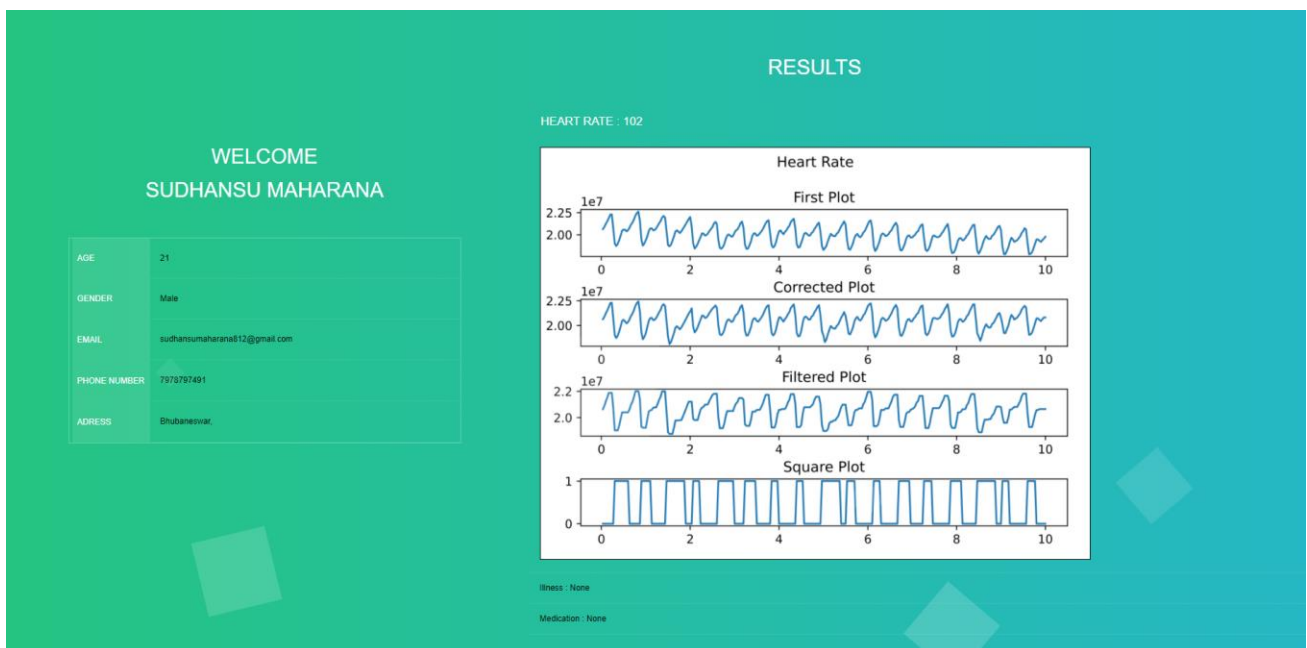 WELCOME
SUDHANSU MAHARANA
AGE 21
GENDER Male
EMAIL sudhansumaharana812@gmail.com
PHONE NUMBER 7978797491
ADRESS Bhubaneswar,
RESULTS
HEART RATE : 102
Heart Rate
First Plot
1e7
2.25
2.00
0 2 4 6 8 10
Corrected Plot
1e7
2.25
2.00
0 2 4 6 8 10
Filtered Plot
1e7
2.2
2.0
0 2 4 6 8 10
Square Plot
1
0
0 2 4 6 8 10
Illness : None
Medication : None